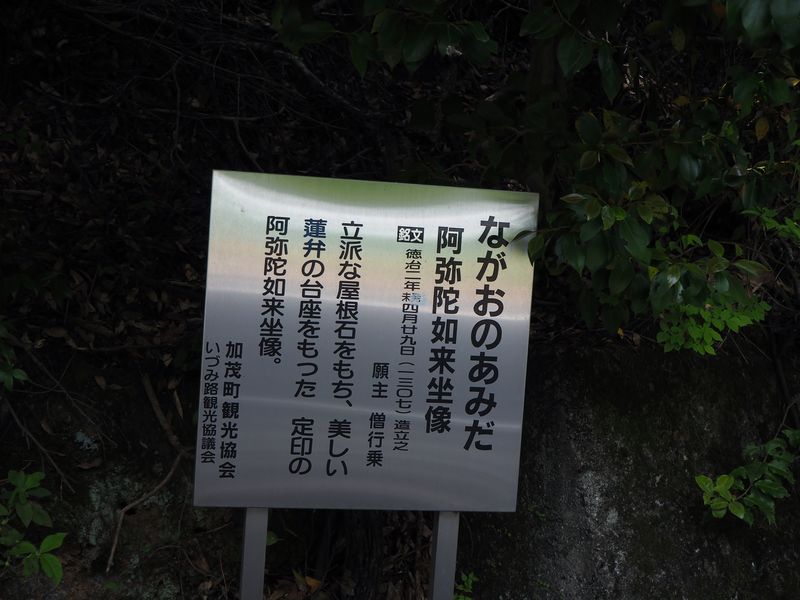 ながおのあみだ
阿弥陀如来坐像
銘文 徳治二年未四月廿九日(一三〇七)造立之
願主 僧行乗
立派な屋根石をもち、美しい
蓮弁の台座をもった 定印の
阿弥陀如来坐像。
加茂町観光協会
いづみ路観光協議会